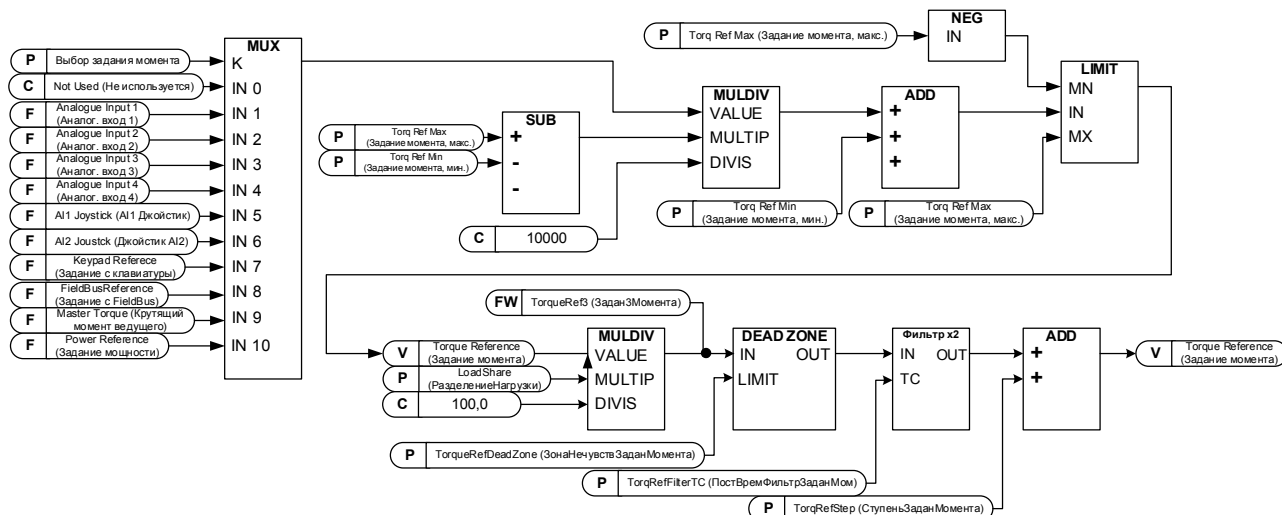 MUX
P Выбор задания момента
K
C Not Used (Не используется)
IN 0
F Analogue Input 1
(Аналог. вход 1)
IN 1
F Analogue Input 2
(Аналог. вход 2)
IN 2
F Analogue Input 3
(Аналог. вход 3)
IN 3
F Analogue Input 4
(Аналог. вход 4)
IN 4
F AI1 Joystick (AI1 Джойстик)
IN 5
F AI2 Joustck (Джойстик AI2)
IN 6
F Keypad Referece
(Задание с клавиатуры)
IN 7
F FieldBusReference
(Задание с FieldBus)
IN 8
F Master Torque (Крутящий
момент ведущего)
IN 9
F Power Reference
(Задание мощности)
IN 10
P Torq Ref Max
(Задание момента, макс.)
P Torq Ref Min
(Задание момента, мин.)
SUB
+
-
-
C 10000
MULDIV
VALUE
MULTIP
DIVIS
P Torq Ref Min
(Задание момента, мин.)
ADD
+
+
+
P Torq Ref Max
(Задание момента, макс.)
P Torq Ref Max (Задание момента, макс.)
NEG
IN
LIMIT
MN
IN
MX
FW TorqueRef3 (Задан3Момента)
V Torque Reference
(Задание момента)
P LoadShare
(РазделениеНагрузки)
C 100,0
MULDIV
VALUE
MULTIP
DIVIS
DEAD ZONE
IN OUT
LIMIT
Фильтр x2
IN OUT
TC
ADD
+
+
V Torque Reference
(Задание момента)
P TorqueRefDeadZone (ЗонаНечувствЗаданМомента)
P TorqRefFilterTC (ПостВремФильтрЗаданМом)
P TorqRefStep (СтупеньЗаданМомента)